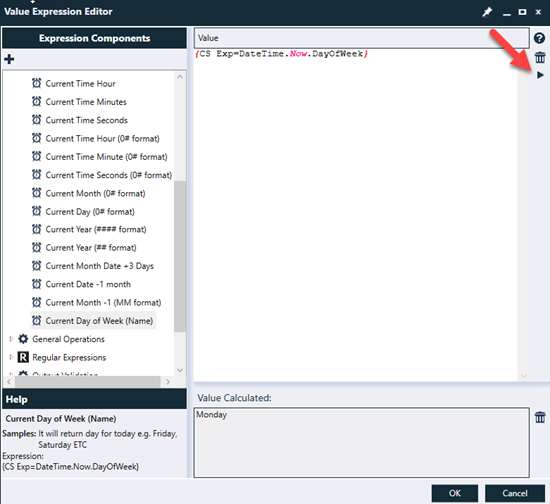 Value Expression Editor
Expression Components
Current Time Hour
Current Time Minutes
Current Time Seconds
Current Time Hour (0# format)
Current Time Minute (0# format)
Current Time Seconds (0# format)
Current Month (0# format)
Current Day (0# format)
Current Year (#### format)
Current Year (## format)
Current Month Date +3 Days
Current Date -1 month
Current Month -1 (MM format)
Current Day of Week (Name)
General Operations
R Regular Expressions
Output Validation
Help
Current Day of Week (Name)
Samples: It will return day for today e.g. Friday,
Saturday ETC
Expression:
{CS Exp=DateTime.Now.DayOfWeek}
Value
{CS Exp=DateTime.Now.DayOfWeek}
Value Calculated:
Monday
OK
Cancel